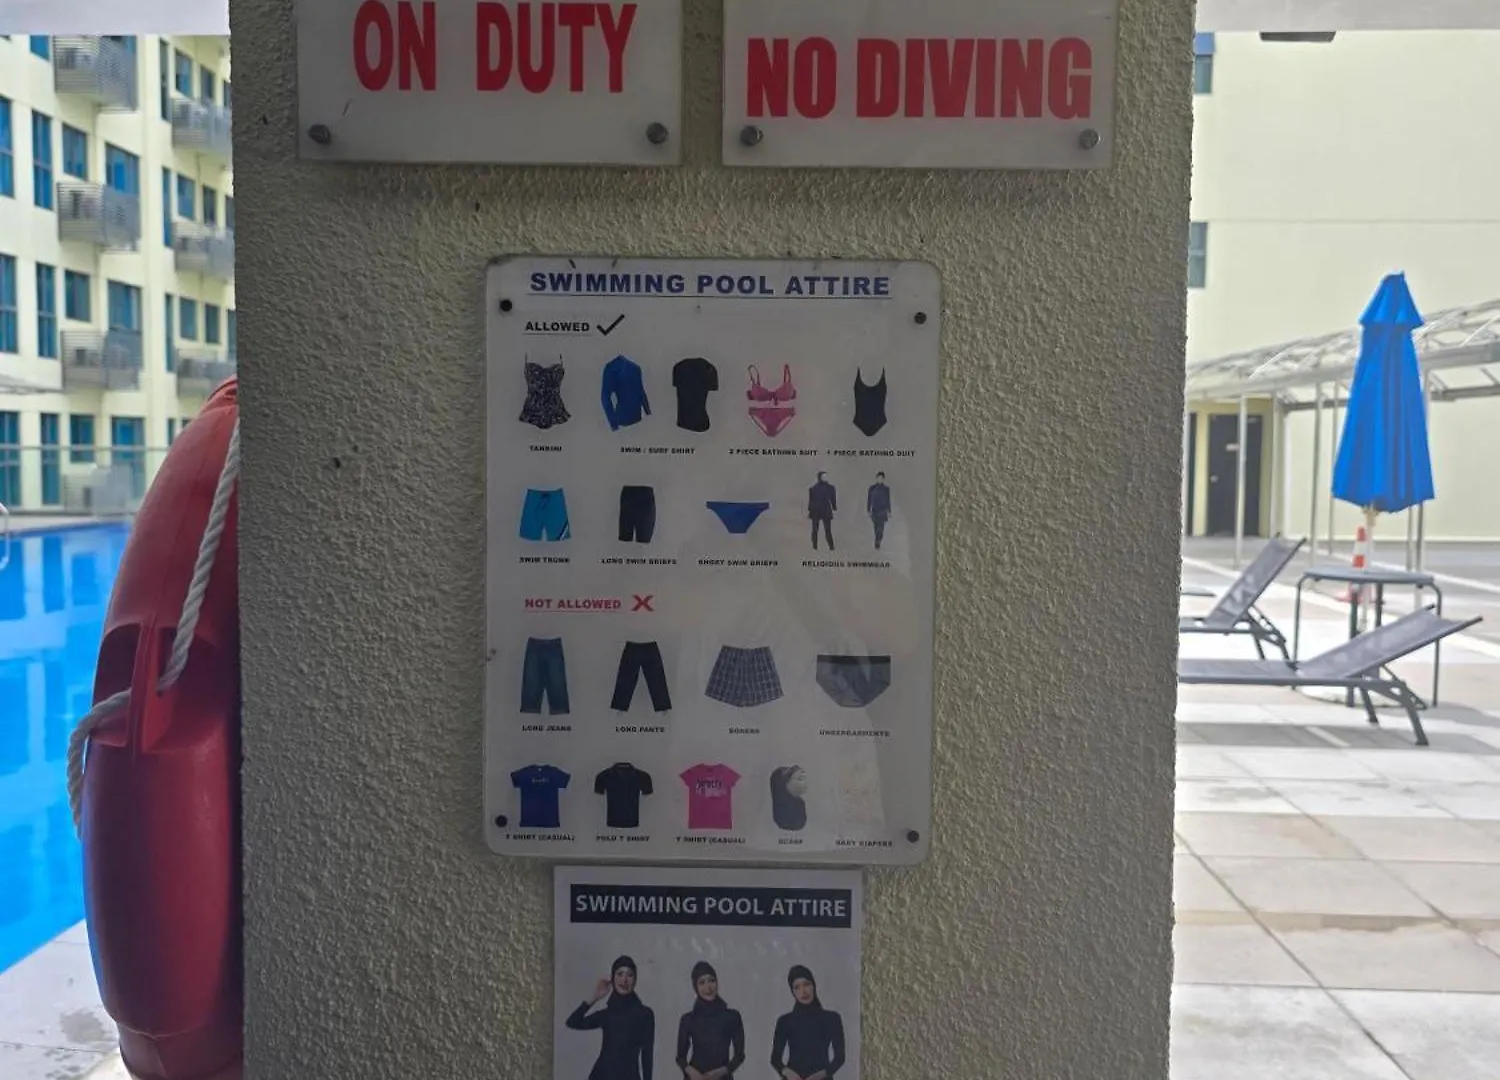 ON DUTY
NO DIVING
SWIMMING POOL ATTIRE
ALLOWED
TANKINI
SWIM / SURF SHIRT
2 PIECE BATHING SUIT
1 PIECE BATHING SUIT
SWIM TRUNK
LONG SWIM BRIEFS
SHORT SWIM BRIEFS
RELIGIOUS SWIMWEAR
NOT ALLOWED
LONG JEANS
LONG PANTS
BOXERS
UNDERGARMENTS
T SHIRT (CASUAL)
POLO T SHIRT
T SHIRT (CASUAL)
SCARF
BABY DIAPERS
SWIMMING POOL ATTIRE